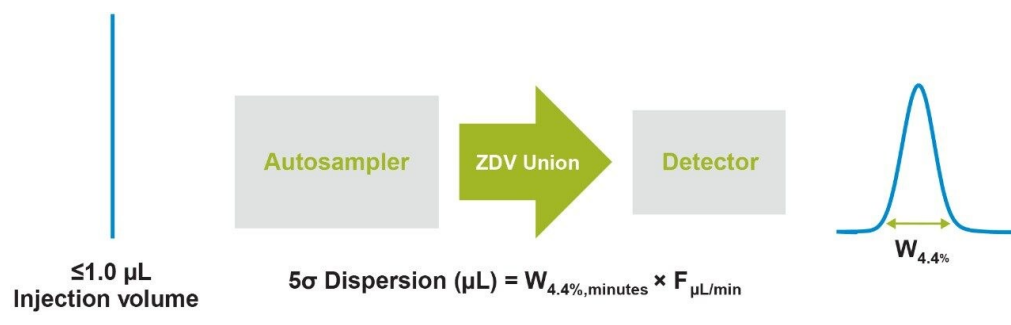 Autosampler
ZDV Union
Detector
W4.4%
≤1.0 µL
Injection volume
5σ Dispersion (µL) = W4.4%,minutes × FµL/min